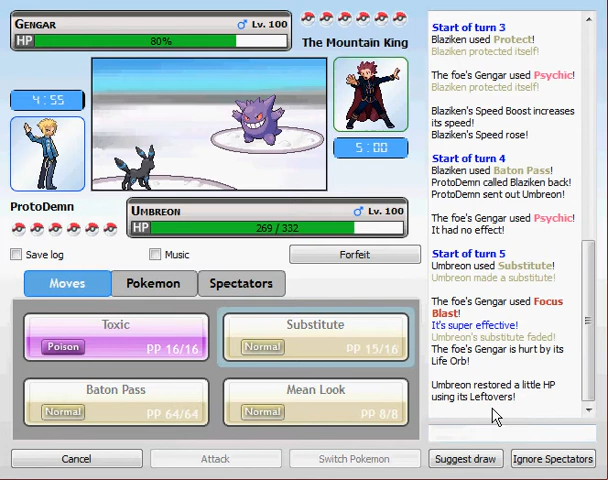 GENGAR ♂ Lv. 100
HP 80%
The Mountain King
4:55
5:00
ProtoDemn
UMBREON ♂ Lv. 100
HP 269 / 332
Save log
Music
Forfeit
Moves
Pokemon
Spectators
Toxic
Poison PP 16/16
Substitute
Normal PP 15/16
Baton Pass
Normal PP 64/64
Mean Look
Normal PP 8/8
Cancel
Attack
Switch Pokemon
Start of turn 3
Blaziken used Protect!
Blaziken protected itself!
The foe's Gengar used Psychic!
Blaziken protected itself!
Blaziken's Speed Boost increases
its speed!
Blaziken's Speed rose!
Start of turn 4
Blaziken used Baton Pass!
ProtoDemn called Blaziken back!
ProtoDemn sent out Umbreon!
The foe's Gengar used Psychic!
It had no effect!
Start of turn 5
Umbreon used Substitute!
Umbreon made a substitute!
The foe's Gengar used Focus
Blast!
It's super effective!
Umbreon's substitute faded!
The foe's Gengar is hurt by its
Life Orb!
Umbreon restored a little HP
using its Leftovers!
Suggest draw
Ignore Spectators